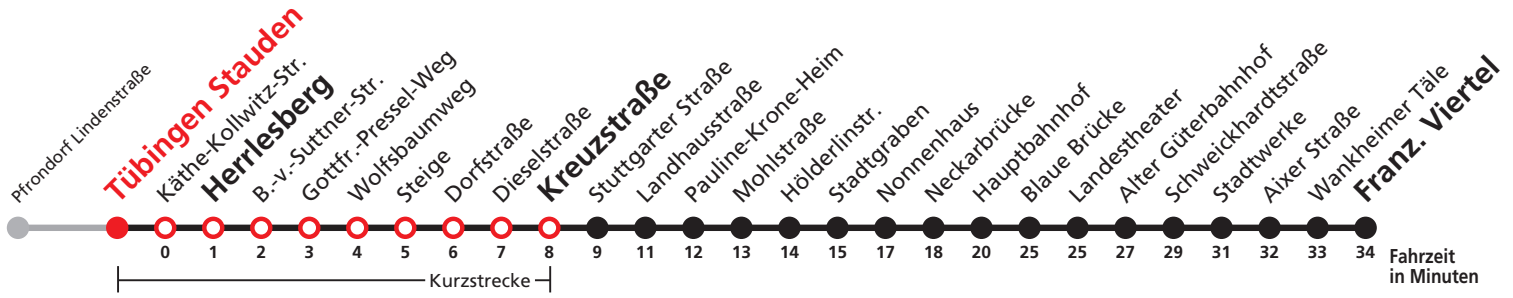 Pfrondorf Lindenstraße
Tübingen Stauden
Käthe-Kollwitz-Str.
Herrlesberg
B.-v.-Suttner-Str.
Gottfr.-Pressel-Weg
Wolfsbaumweg
Steige
Dorfstraße
Dieselstraße
Kreuzstraße
Stuttgarter Straße
Landhausstraße
Pauline-Krone-Heim
Mohlstraße
Hölderlinstr.
Stadtgraben
Nonnenhaus
Neckarbrücke
Hauptbahnhof
Blaue Brücke
Landestheater
Alter Güterbahnhof
Schweickhardtstraße
Stadtwerke
Aixer Straße
Wankheimer Täle
Franz. Viertel
0 1 2 3 4 5 6 7 8 9 11 12 13 14 15 17 18 20 25 25 27 29 31 32 33 34
Fahrzeit
in Minuten
Kurzstrecke